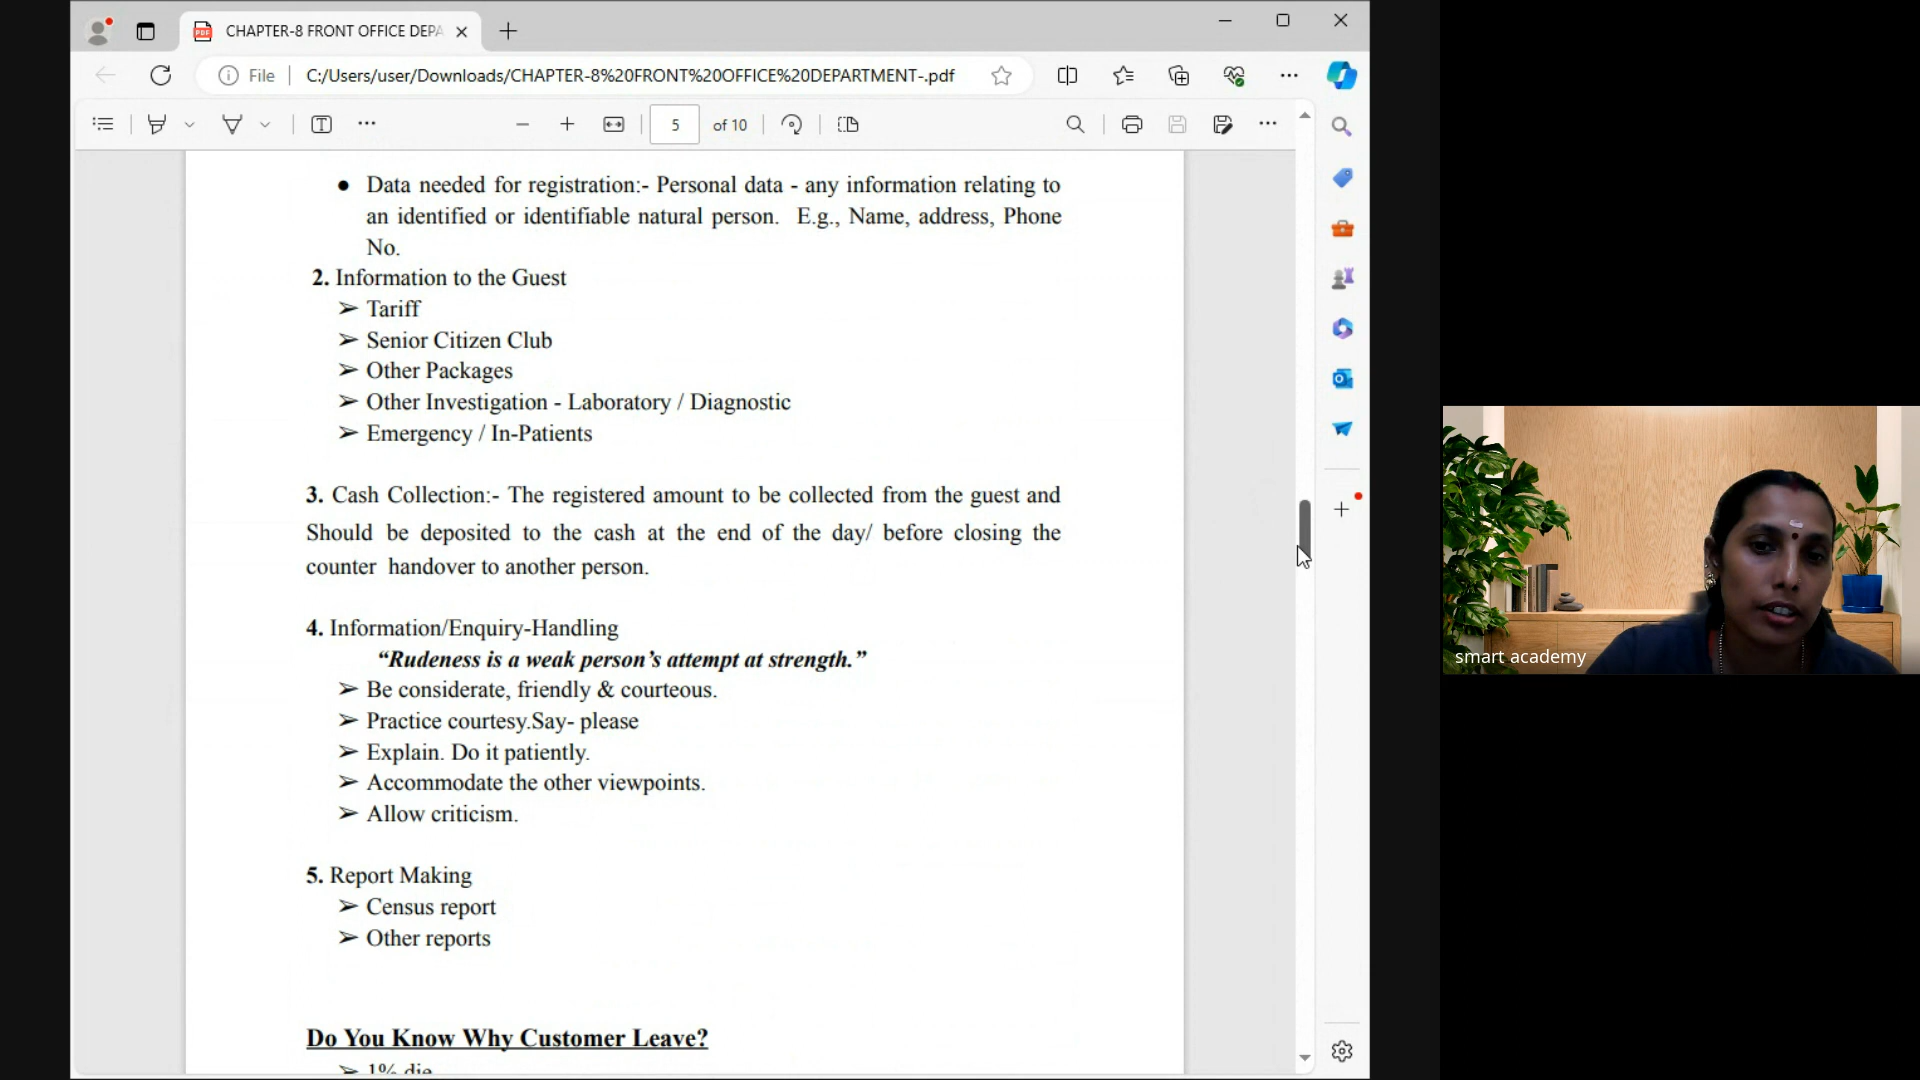 CHAPTER-8 FRONT OFFICE DEPA
File
C:/Users/user/Downloads/CHAPTER-8%20FRONT%20OFFICE%20DEPARTMENT-.pdf
5 of 10
● Data needed for registration:- Personal data - any information relating to
an identified or identifiable natural person. E.g., Name, address, Phone
No.
2. Information to the Guest
➢ Tariff
➢ Senior Citizen Club
➢ Other Packages
➢ Other Investigation - Laboratory / Diagnostic
➢ Emergency / In-Patients
3. Cash Collection:- The registered amount to be collected from the guest and
Should be deposited to the cash at the end of the day/ before closing the
counter handover to another person.
4. Information/Enquiry-Handling
“Rudeness is a weak person’s attempt at strength.”
➢ Be considerate, friendly & courteous.
➢ Practice courtesy.Say- please
➢ Explain. Do it patiently.
➢ Accommodate the other viewpoints.
➢ Allow criticism.
5. Report Making
➢ Census report
➢ Other reports
Do You Know Why Customer Leave?
➢ 1% die
smart academy